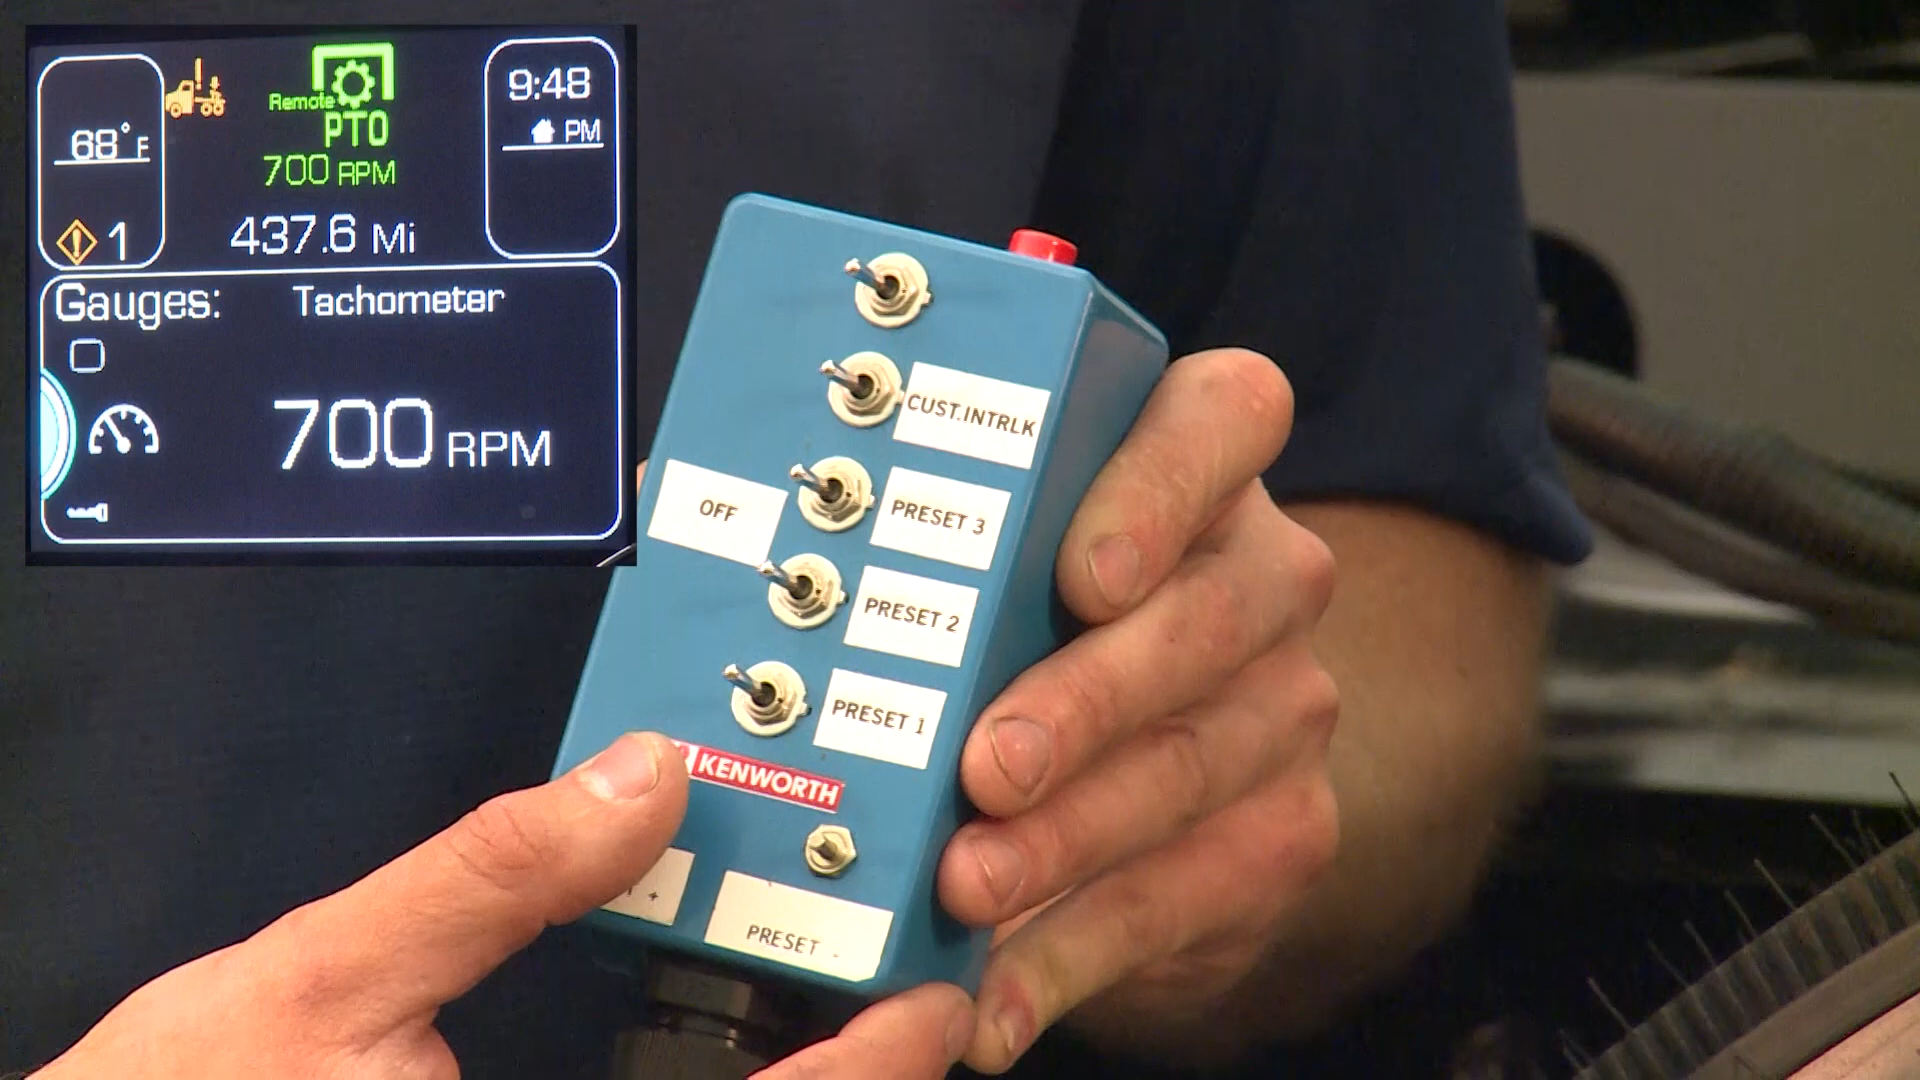 68°F
Remote
PTO
700 RPM
9:48
PM
1
437.6 Mi
Gauges: Tachometer
700 RPM
CUST.INTRLK
OFF
PRESET 3
PRESET 2
PRESET 1
KENWORTH
+
PRESET -